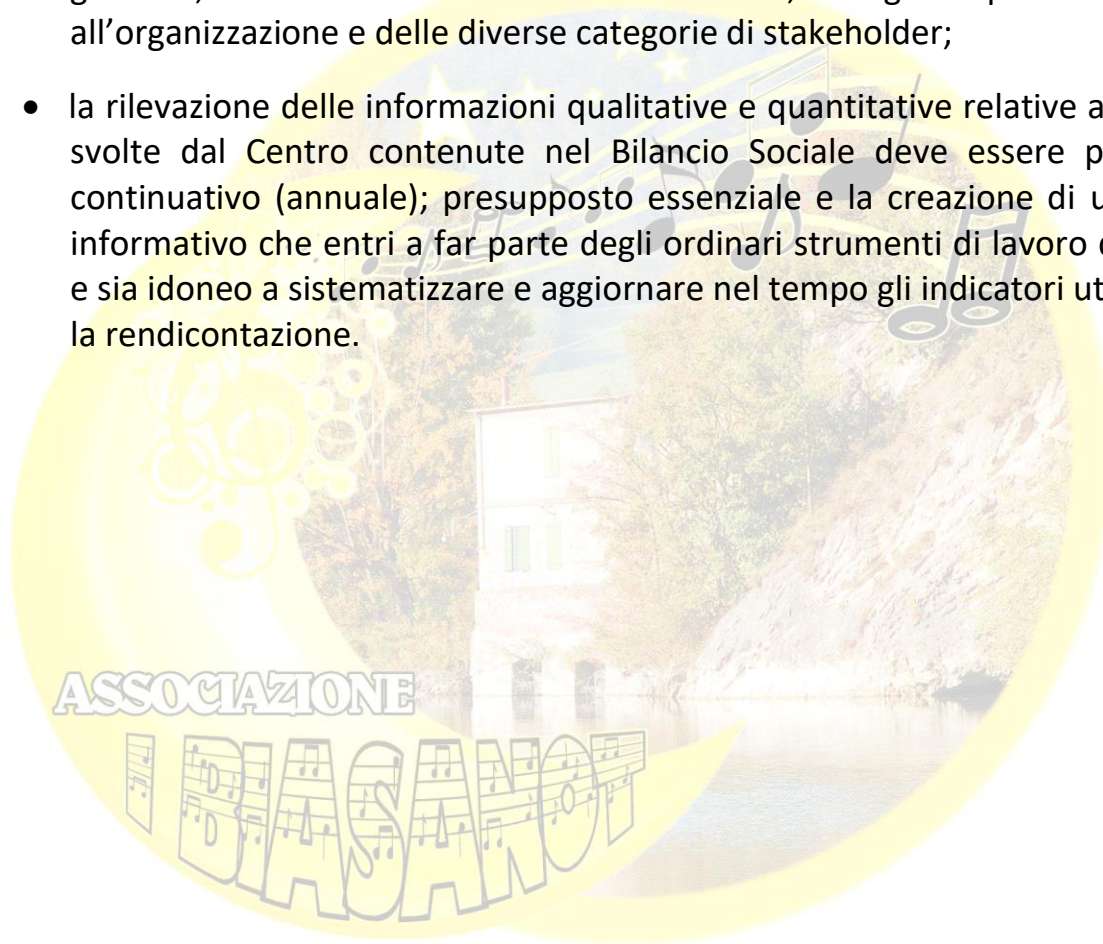 all’organizzazione e delle diverse categorie di stakeholder;
• la rilevazione delle informazioni qualitative e quantitative relative a
svolte dal Centro contenute nel Bilancio Sociale deve essere p
continuativo (annuale); presupposto essenziale e la creazione di u
informativo che entri a far parte degli ordinari strumenti di lavoro
e sia idoneo a sistematizzare e aggiornare nel tempo gli indicatori ut
la rendicontazione.
ASSOCIAZIONE
I BIASANOT